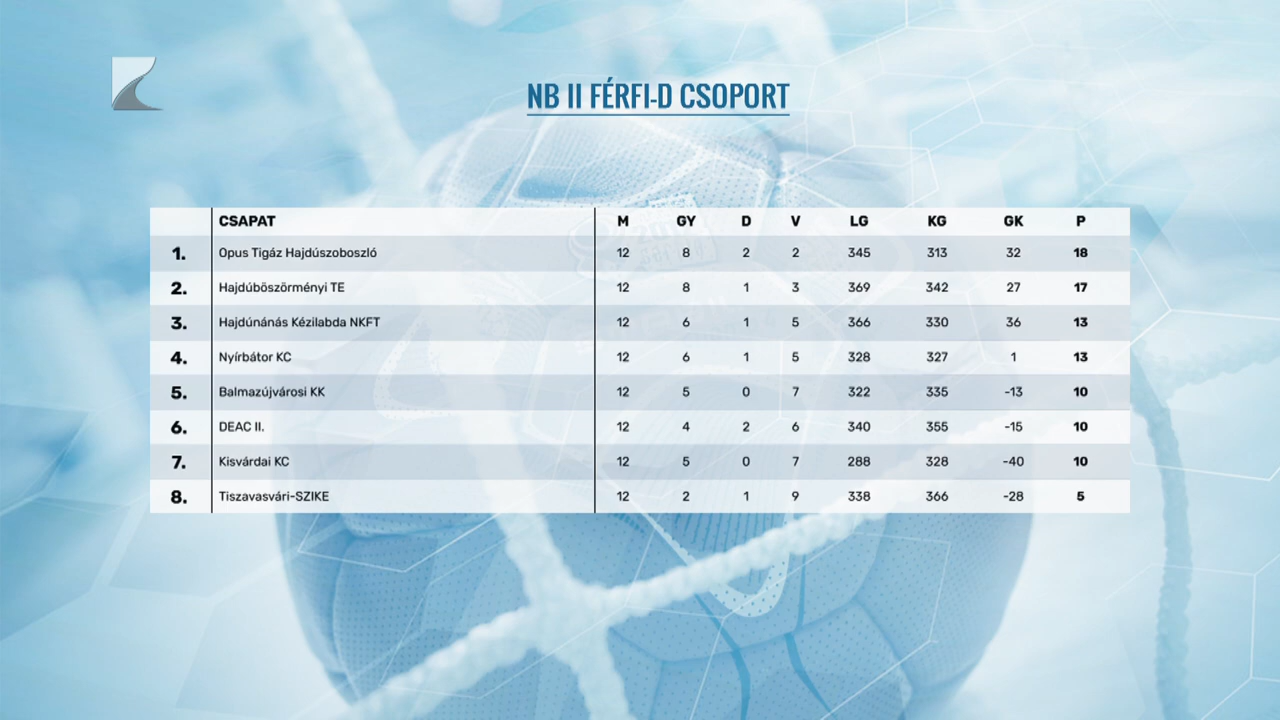 NB II FÉRFI-D CSOPORT
CSAPAT M GY D V LG KG GK P
1. Opus Tigáz Hajdúszoboszló 12 8 2 2 345 313 32 18
2. Hajdúböszörményi TE 12 8 1 3 369 342 27 17
3. Hajdúnánás Kézilabda NKFT 12 6 1 5 366 330 36 13
4. Nyírbátor KC 12 6 1 5 328 327 1 13
5. Balmazújvárosi KK 12 5 0 7 322 335 -13 10
6. DEAC II. 12 4 2 6 340 355 -15 10
7. Kisvárdai KC 12 5 0 7 288 328 -40 10
8. Tiszavasvári-SZIKE 12 2 1 9 338 366 -28 5